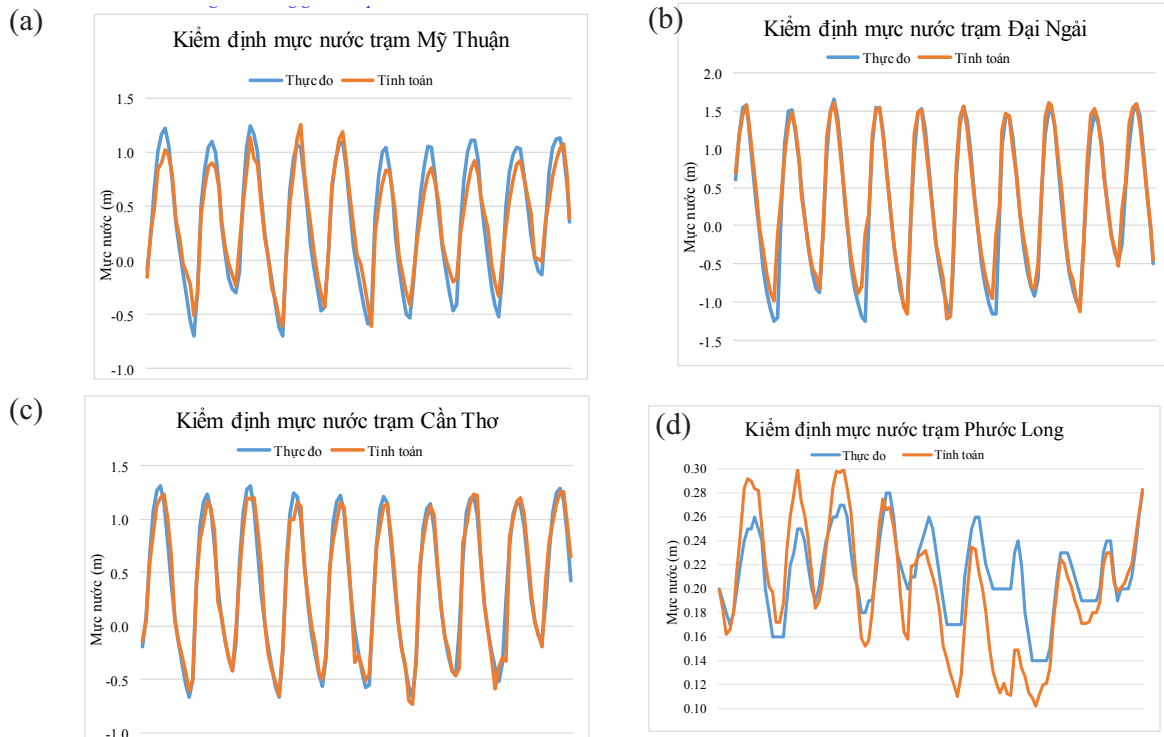 (a)
Kiểm định mực nước trạm Mỹ Thuận
Thực đo Tính toán
Mực nước (m)
1.5
1.0
0.5
0.0
-0.5
-1.0
(b)
Kiểm định mực nước trạm Đại Ngải
Thực đo Tính toán
Mực nước (m)
2.0
1.5
1.0
0.5
0.0
-0.5
-1.0
-1.5
(c)
Kiểm định mực nước trạm Cần Thơ
Thực đo Tính toán
Mực nước (m)
1.5
1.0
0.5
0.0
-0.5
-1.0
(d)
Kiểm định mực nước trạm Phước Long
Thực đo Tính toán
Mực nước (m)
0.30
0.28
0.26
0.24
0.22
0.20
0.18
0.16
0.14
0.12
0.10